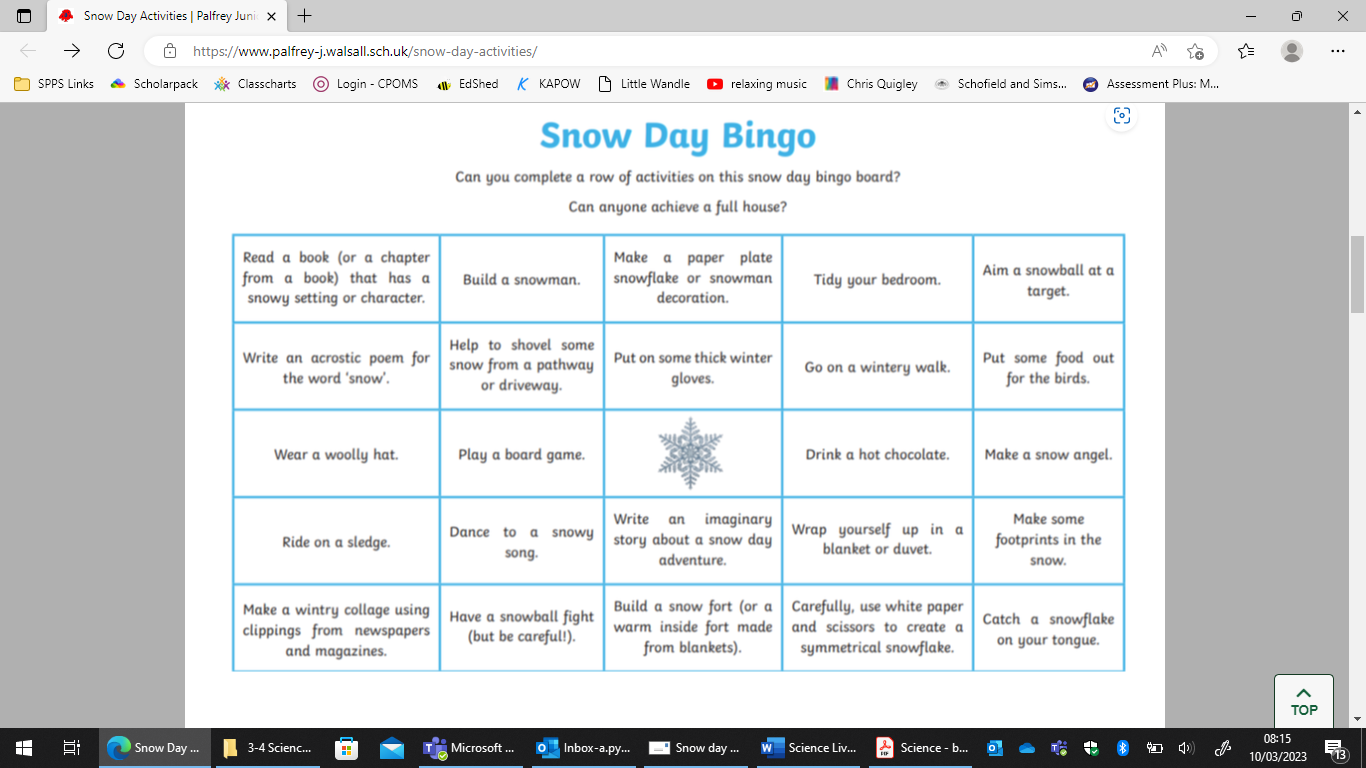 Snow Day Activities | Palfrey Juni
https://www.palfrey-j.walsall.sch.uk/snow-day-activities/
SPPS Links
Scholarpack
Classcharts
Login - CPOMS
EdShed
KAPOW
Little Wandle
relaxing music
Chris Quigley
Schofield and Sims...
Assessment Plus: M...
Snow Day Bingo
Can you complete a row of activities on this snow day bingo board?
Can anyone achieve a full house?
Read a book (or a chapter
from a book) that has a
snowy setting or character.
Build a snowman.
Make a paper plate
snowflake or snowman
decoration.
Tidy your bedroom.
Aim a snowball at a
target.
Write an acrostic poem for
the word 'snow'.
Help to shovel some
snow from a pathway
or driveway.
Put on some thick winter
gloves.
Go on a wintery walk.
Put some food out
for the birds.
Wear a woolly hat.
Play a board game.
Drink a hot chocolate.
Make a snow angel.
Ride on a sledge.
Dance to a snowy
song.
Write an imaginary
story about a snow day
adventure.
Wrap yourself up in a
blanket or duvet.
Make some
footprints in the
snow.
Make a wintry collage using
clippings from newspapers
and magazines.
Have a snowball fight
(but be careful!).
Build a snow fort (or a
warm inside fort made
from blankets).
Carefully, use white paper
and scissors to create a
symmetrical snowflake.
Catch a snowflake
on your tongue.
TOP
Snow Day ...
3-4 Scienc...
Microsoft ...
Inbox-a.py...
Snow day ...
Science Liv...
Science - b...
08:15
10/03/2023
13